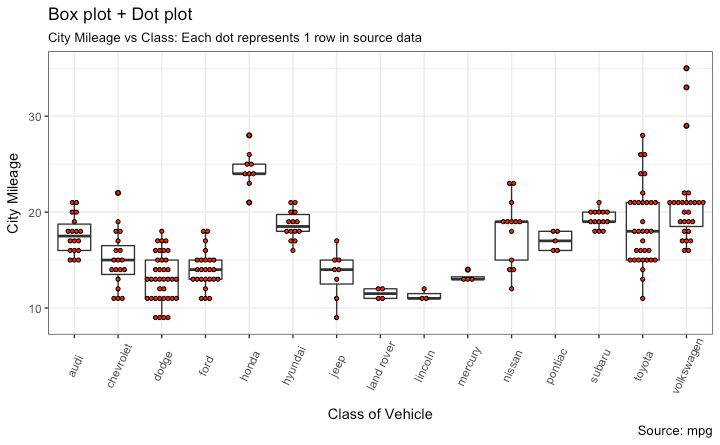 Box plot + Dot plot
City Mileage vs Class: Each dot represents 1 row in source data
City Mileage
30
20
10
audi
chevrolet
dodge
ford
honda
hyundai
jeep
land rover
lincoln
mercury
nissan
pontiac
subaru
toyota
volkswagen
Class of Vehicle
Source: mpg